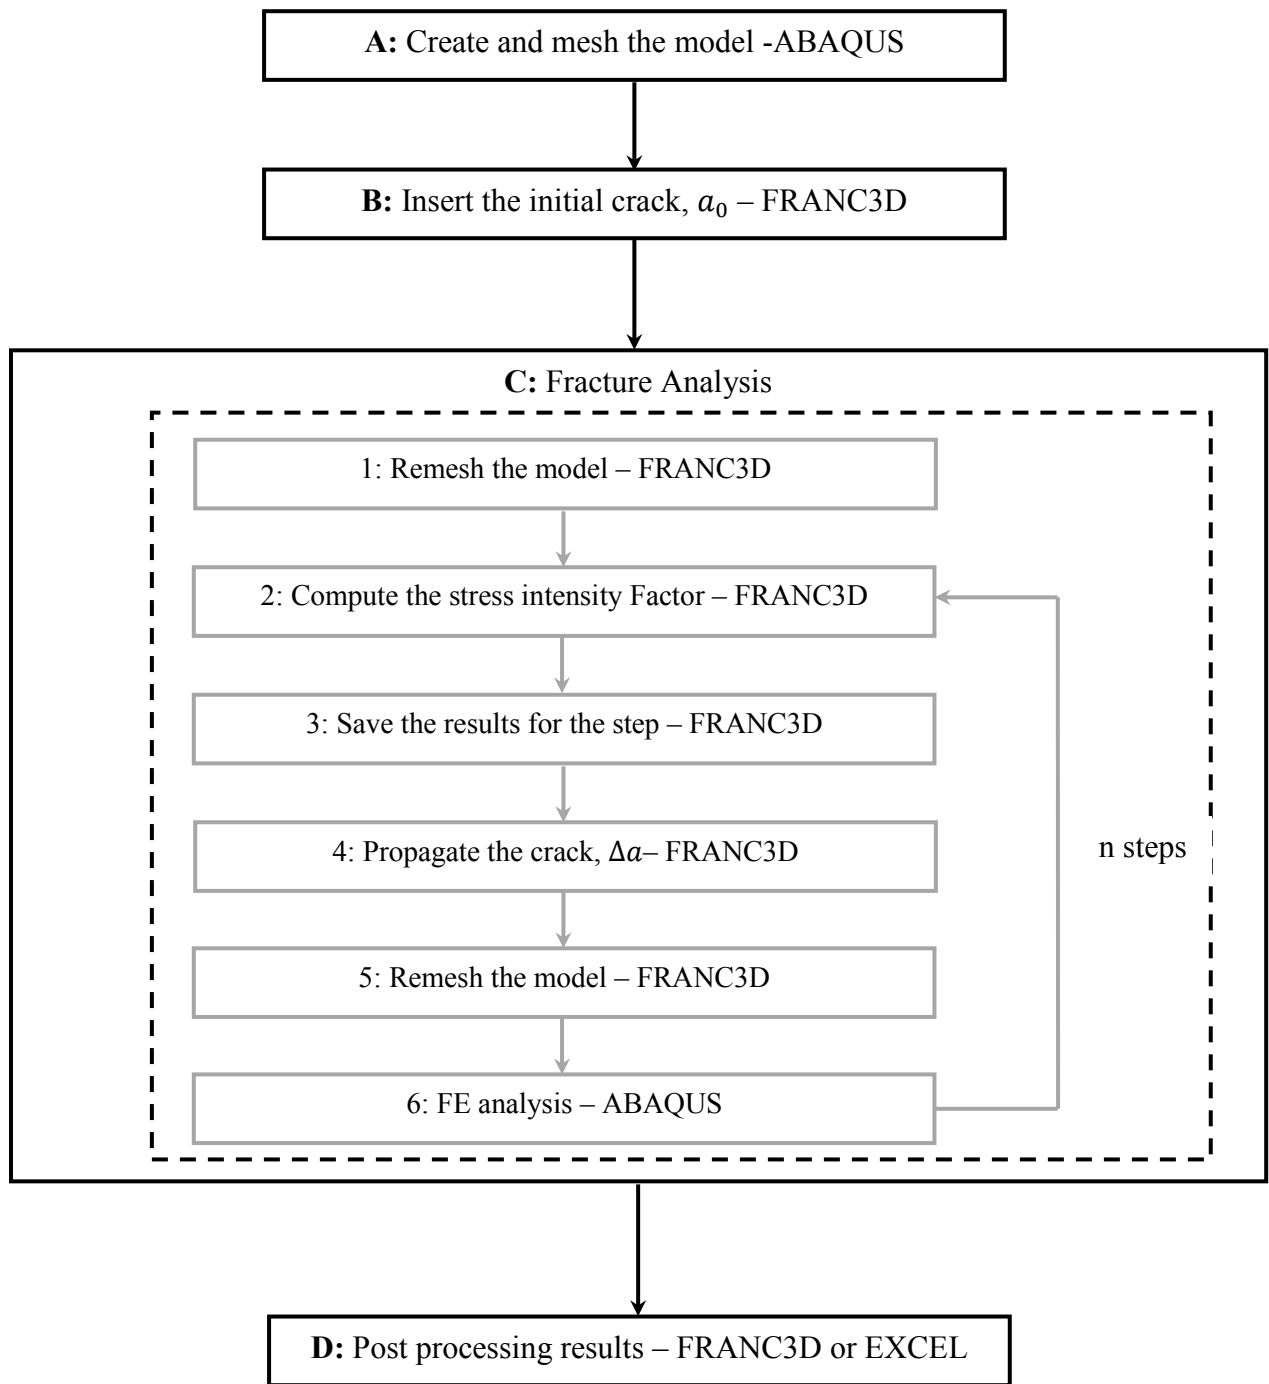 A: Create and mesh the model -ABAQUS
B: Insert the initial crack, 𝑎₀ – FRANC3D
C: Fracture Analysis
1: Remesh the model – FRANC3D
2: Compute the stress intensity Factor – FRANC3D
3: Save the results for the step – FRANC3D
4: Propagate the crack, Δ𝑎– FRANC3D
n steps
5: Remesh the model – FRANC3D
6: FE analysis – ABAQUS
D: Post processing results – FRANC3D or EXCEL